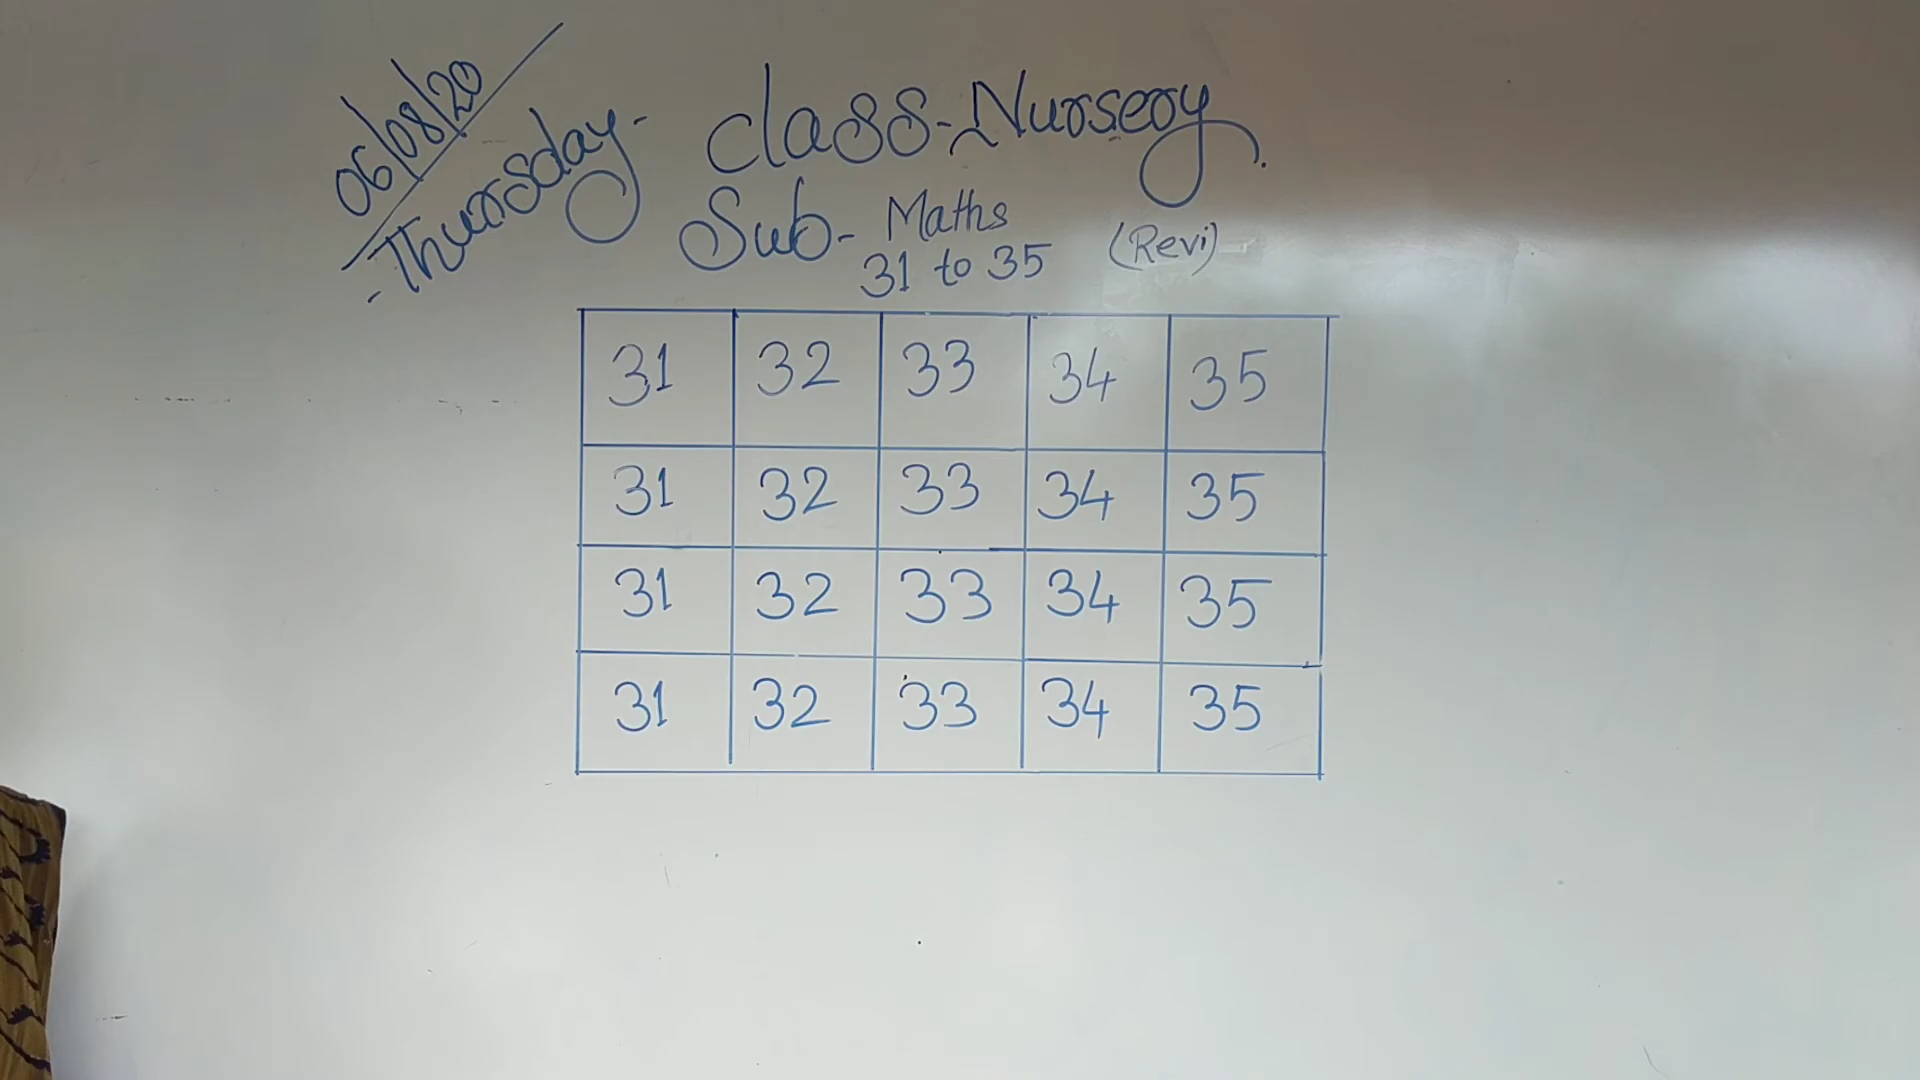 06/08/20
-Thursday-
Class-Nursery.
Sub- Maths
31 to 35 (Revi)
31 32 33 34 35
31 32 33 34 35
31 32 33 34 35
31 32 33 34 35